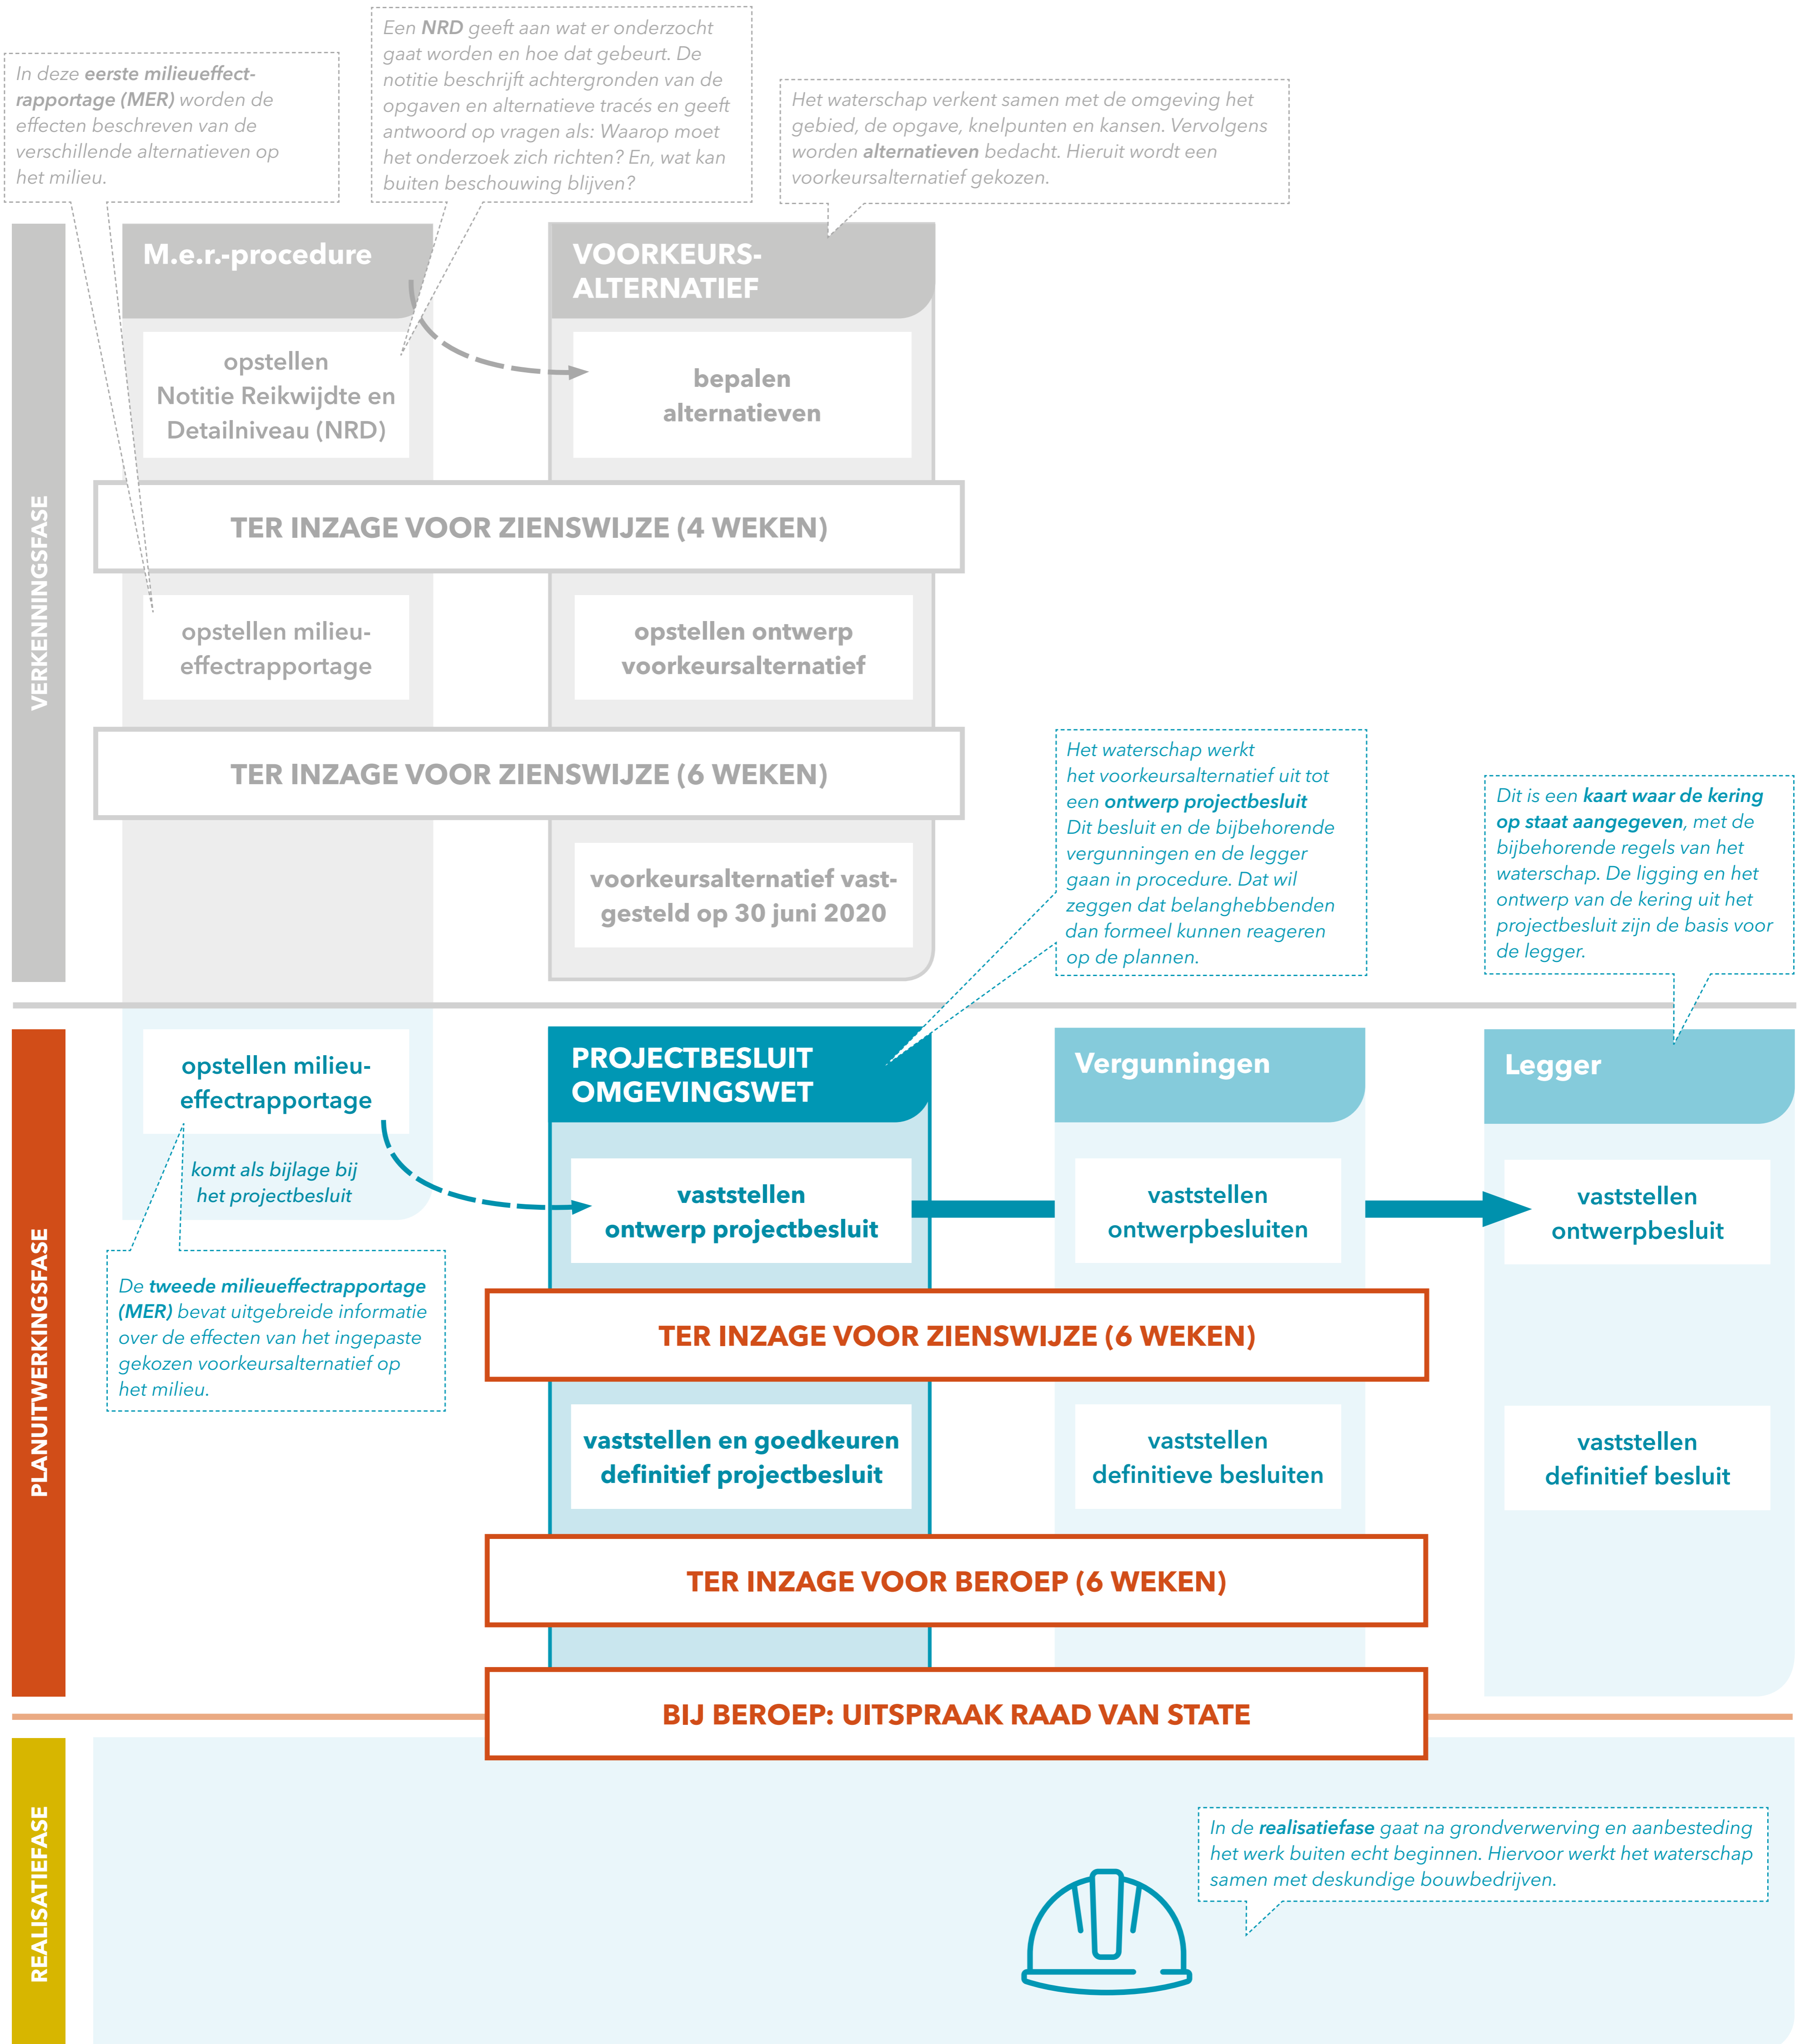 In deze eerste milieueffect-
rapportage (MER) worden de
effecten beschreven van de
verschillende alternatieven op
het milieu.
Een NRD geeft aan wat er onderzocht
gaat worden en hoe dat gebeurt. De
notitie beschrijft achtergronden van de
opgaven en alternatieve tracés en geeft
antwoord op vragen als: Waarop moet
het onderzoek zich richten? En, wat kan
buiten beschouwing blijven?
Het waterschap verkent samen met de omgeving het
gebied, de opgave, knelpunten en kansen. Vervolgens
worden alternatieven bedacht. Hieruit wordt een
voorkeursalternatief gekozen.
VERKENNINGSFASE
M.e.r.-procedure
VOORKEURS-
ALTERNATIEF
opstellen
Notitie Reikwijdte en
Detailniveau (NRD)
bepalen
alternatieven
TER INZAGE VOOR ZIENSWIJZE (4 WEKEN)
opstellen milieu-
effectrapportage
opstellen ontwerp
voorkeursalternatief
TER INZAGE VOOR ZIENSWIJZE (6 WEKEN)
voorkeursalternatief vast-
gesteld op 30 juni 2020
Het waterschap werkt
het voorkeursalternatief uit tot
een ontwerp projectbesluit
Dit besluit en de bijbehorende
vergunningen en de legger
gaan in procedure. Dat wil
zeggen dat belanghebbenden
dan formeel kunnen reageren
op de plannen.
Dit is een kaart waar de kering
op staat aangegeven, met de
bijbehorende regels van het
waterschap. De ligging en het
ontwerp van de kering uit het
projectbesluit zijn de basis voor
de legger.
PLANUITWERKINGSFASE
opstellen milieu-
effectrapportage
komt als bijlage bij
het projectbesluit
De tweede milieueffectrapportage
(MER) bevat uitgebreide informatie
over de effecten van het ingepaste
gekozen voorkeursalternatief op
het milieu.
PROJECTBESLUIT
OMGEVINGSWET
Vergunningen
Legger
vaststellen
ontwerp projectbesluit
vaststellen
ontwerpbesluiten
vaststellen
ontwerpbesluit
TER INZAGE VOOR ZIENSWIJZE (6 WEKEN)
vaststellen en goedkeuren
definitief projectbesluit
vaststellen
definitieve besluiten
vaststellen
definitief besluit
TER INZAGE VOOR BEROEP (6 WEKEN)
BIJ BEROEP: UITSPRAAK RAAD VAN STATE
REALISATIEFASE
In de realisatiefase gaat na grondverwerving en aanbesteding
het werk buiten echt beginnen. Hiervoor werkt het waterschap
samen met deskundige bouwbedrijven.